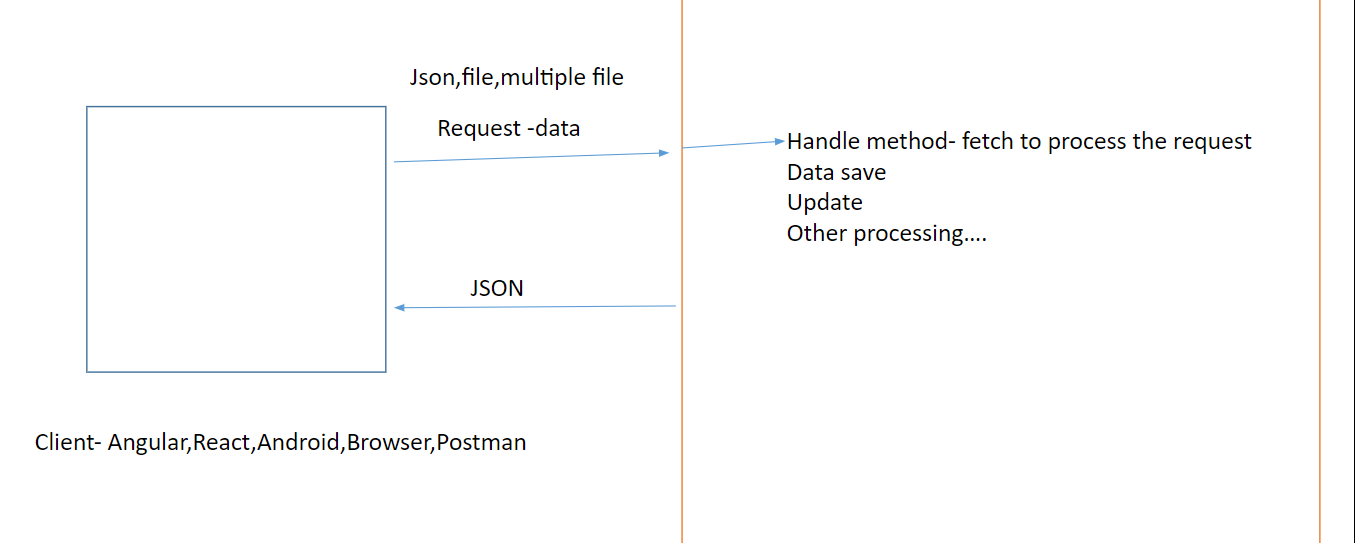 Json,file,multiple file
Request -data
Handle method- fetch to process the request
Data save
Update
Other processing....
JSON
Client- Angular,React,Android,Browser,Postman